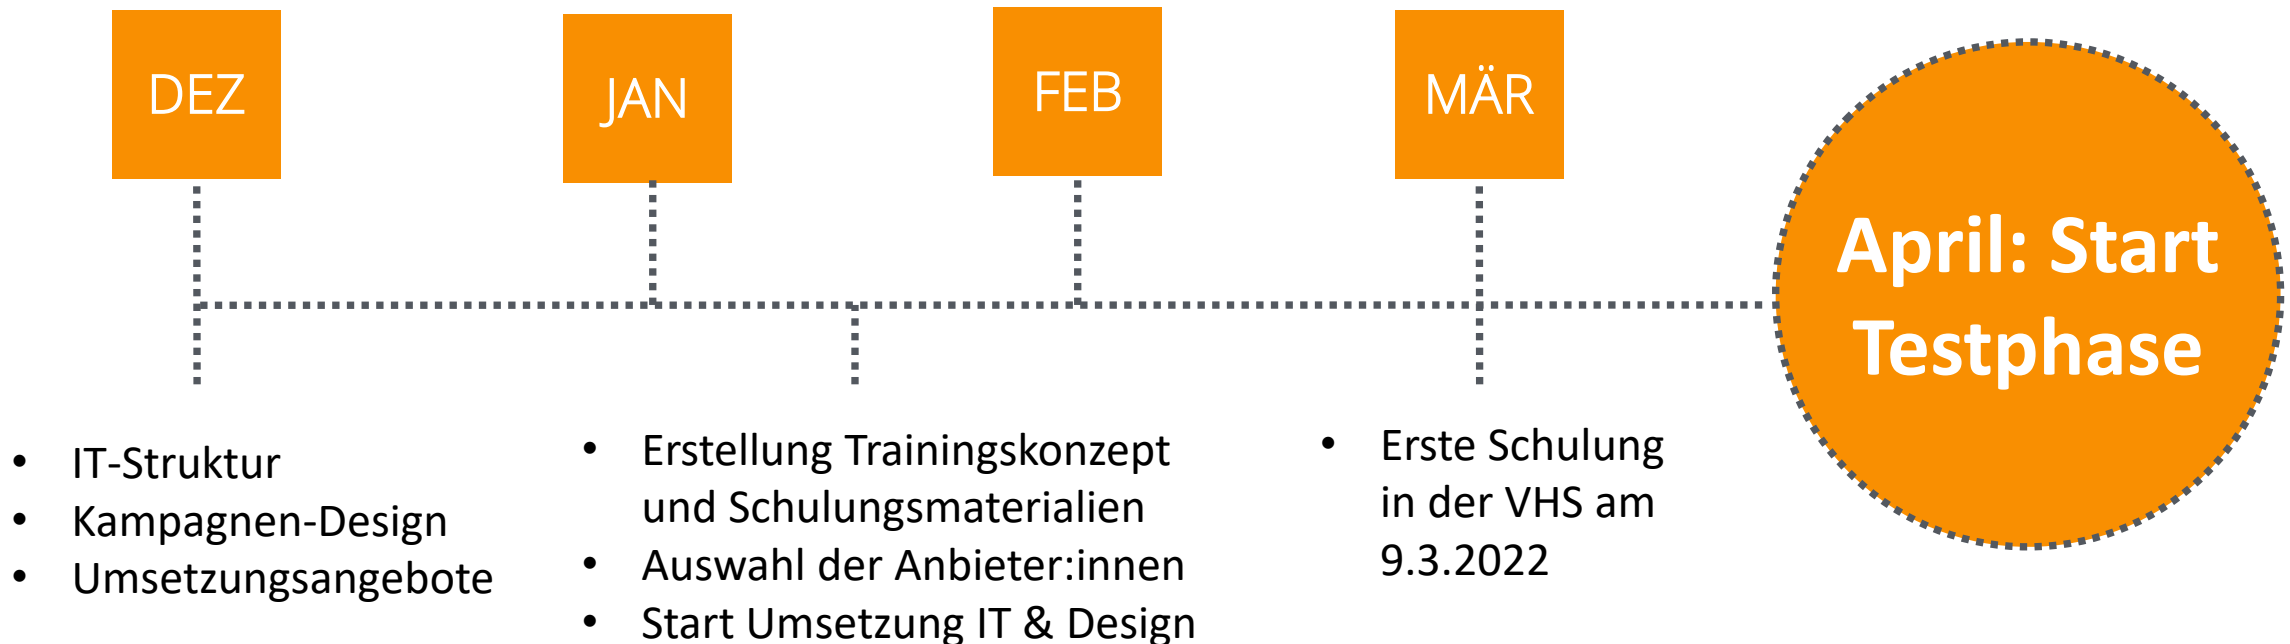 DEZ
JAN
FEB
MÄR
April: Start
Testphase
• IT-Struktur
• Kampagnen-Design
• Umsetzungsangebote
• Erstellung Trainingskonzept
und Schulungsmaterialien
• Auswahl der Anbieter:innen
• Start Umsetzung IT & Design
• Erste Schulung
in der VHS am
9.3.2022